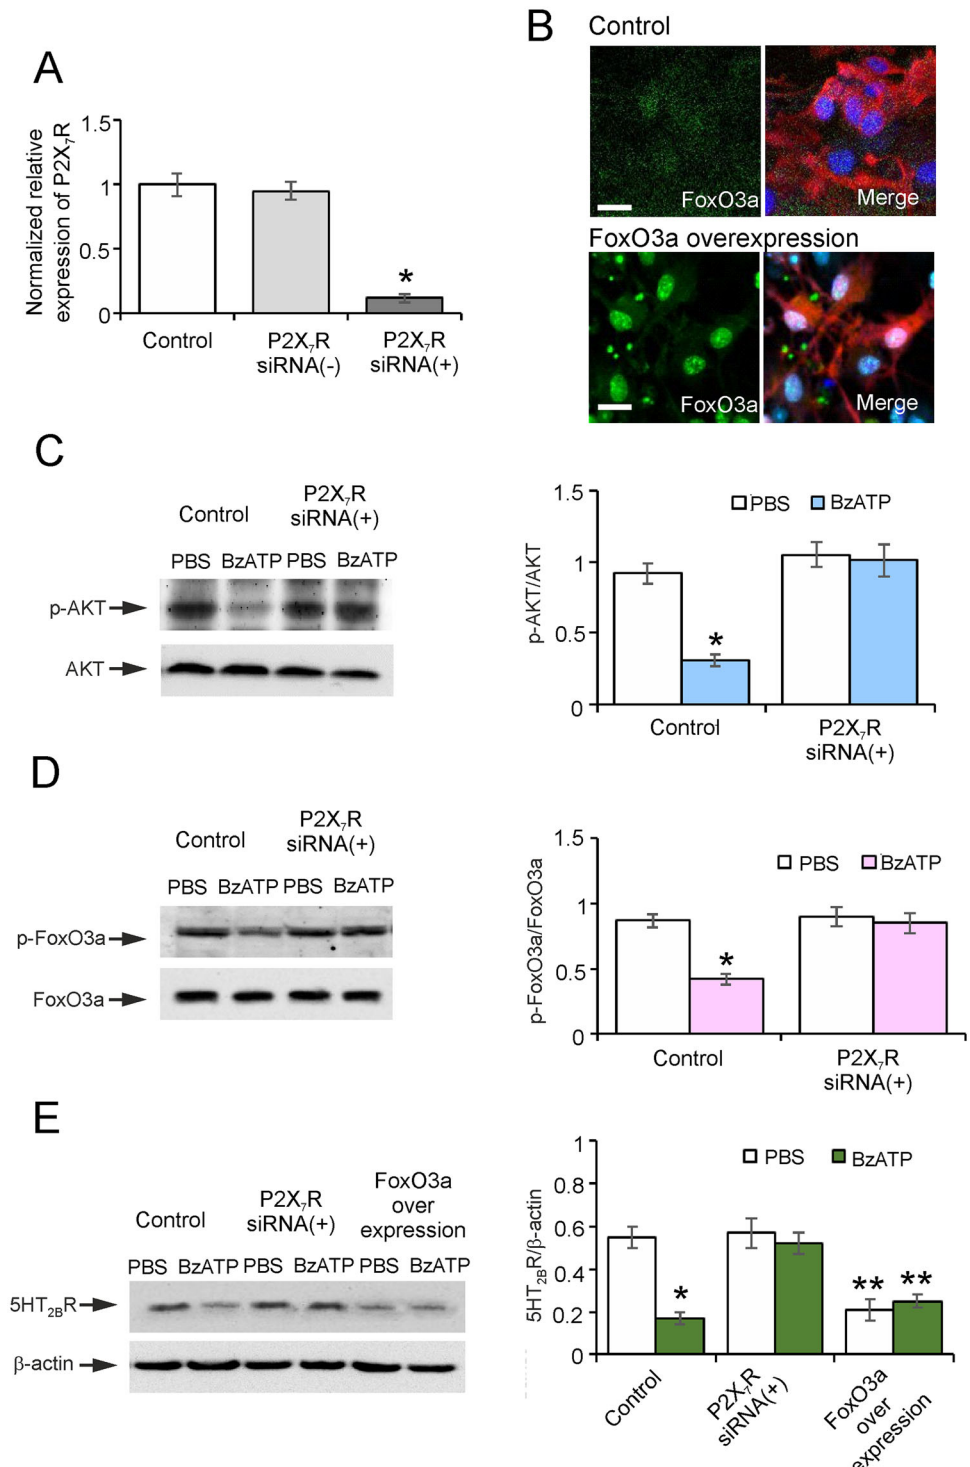 A
Normalized relative
expression of P2X₇R
1.5
1
0.5
0
*
Control
P2X₇R
siRNA(-)
P2X₇R
siRNA(+)
B
Control
FoxO3a
Merge
FoxO3a overexpression
FoxO3a
Merge
C
Control
P2X₇R
siRNA(+)
PBS BzATP PBS BzATP
p-AKT
AKT
p-AKT/AKT
1.5
1
0.5
0
PBS BzATP
*
Control
P2X₇R
siRNA(+)
D
Control
P2X₇R
siRNA(+)
PBS BzATP PBS BzATP
p-FoxO3a
FoxO3a
p-FoxO3a/FoxO3a
1.5
1
0.5
0
PBS BzATP
*
Control
P2X₇R
siRNA(+)
E
Control
P2X₇R
siRNA(+)
FoxO3a
over
expression
PBS BzATP PBS BzATP PBS BzATP
5HT₂ʙR
β-actin
5HT₂ʙR/β-actin
1
0.8
0.6
0.4
0.2
0
PBS BzATP
*
** **
Control
P2X₇R
siRNA(+)
FoxO3a
over
expression